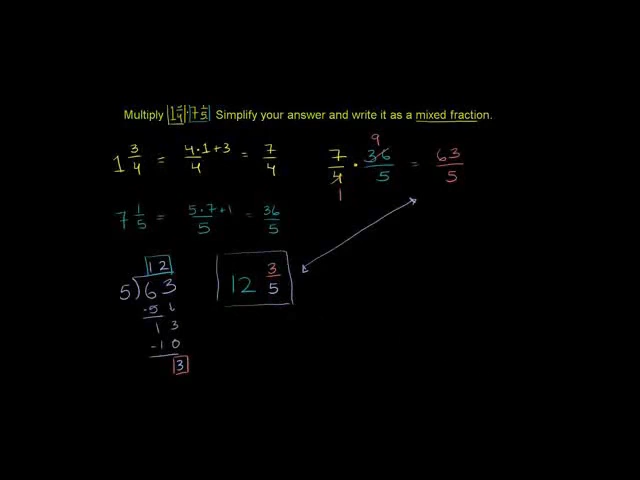 Multiply 1 3/4 · 7 1/5 Simplify your answer and write it as a mixed fraction.
1 3/4 = 4·1+3/4 = 7/4
7/4 · 36/5 = 63/5
9
1
7 1/5 = 5·7+1/5 = 36/5
12
5)63
-5
13
-10
3
12 3/5